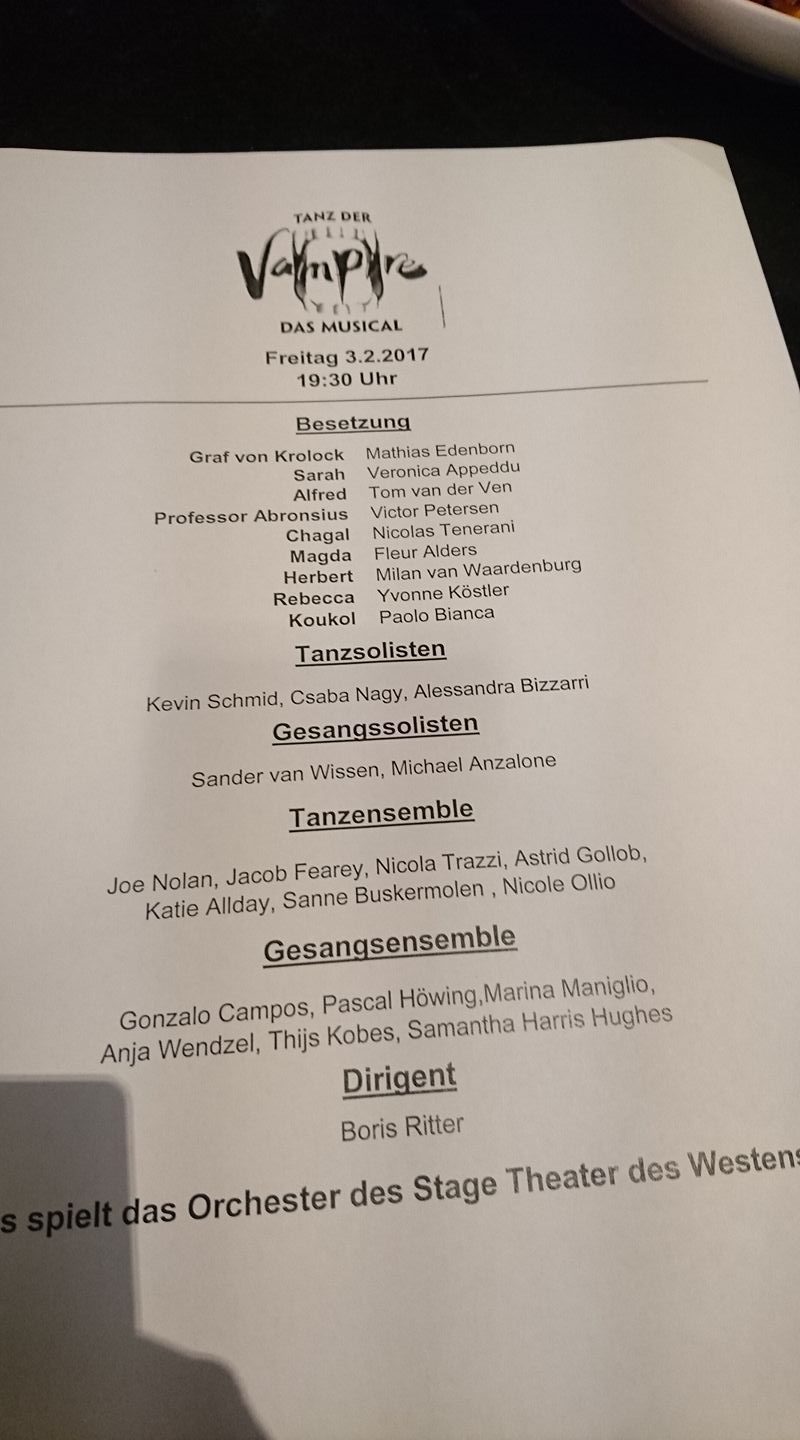 TANZ DER
Vampire
DAS MUSICAL
Freitag 3.2.2017
19:30 Uhr
Besetzung
Graf von Krolock Mathias Edenborn
Sarah Veronica Appeddu
Alfred Tom van der Ven
Professor Abronsius Victor Petersen
Chagal Nicolas Tenerani
Magda Fleur Alders
Herbert Milan van Waardenburg
Rebecca Yvonne Köstler
Koukol Paolo Bianca
Tanzsolisten
Kevin Schmid, Csaba Nagy, Alessandra Bizzarri
Gesangssolisten
Sander van Wissen, Michael Anzalone
Tanzensemble
Joe Nolan, Jacob Fearey, Nicola Trazzi, Astrid Gollob,
Katie Allday, Sanne Buskermolen , Nicole Ollio
Gesangsensemble
Gonzalo Campos, Pascal Höwing,Marina Maniglio,
Anja Wendzel, Thijs Kobes, Samantha Harris Hughes
Dirigent
Boris Ritter
s spielt das Orchester des Stage Theater des Westens